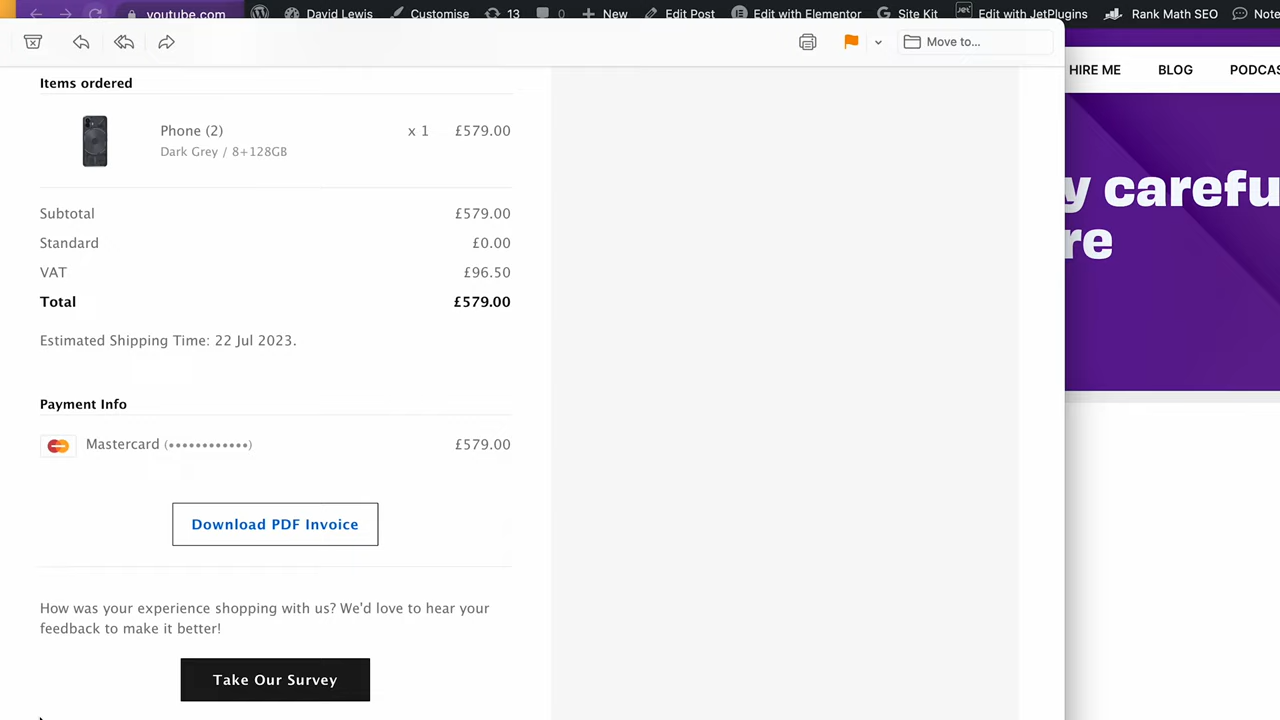 youtube.com
David Lewis
Customise
13
0
New
Edit Post
Edit with Elementor
Site Kit
Edit with JetPlugins
Rank Math SEO
Note
Move to...
HIRE ME
BLOG
PODCAS
y carefu
re
Items ordered
Phone (2) x 1 £579.00
Dark Grey / 8+128GB
Subtotal £579.00
Standard £0.00
VAT £96.50
Total £579.00
Estimated Shipping Time: 22 Jul 2023.
Payment Info
Mastercard (••••••••••••) £579.00
Download PDF Invoice
How was your experience shopping with us? We'd love to hear your
feedback to make it better!
Take Our Survey